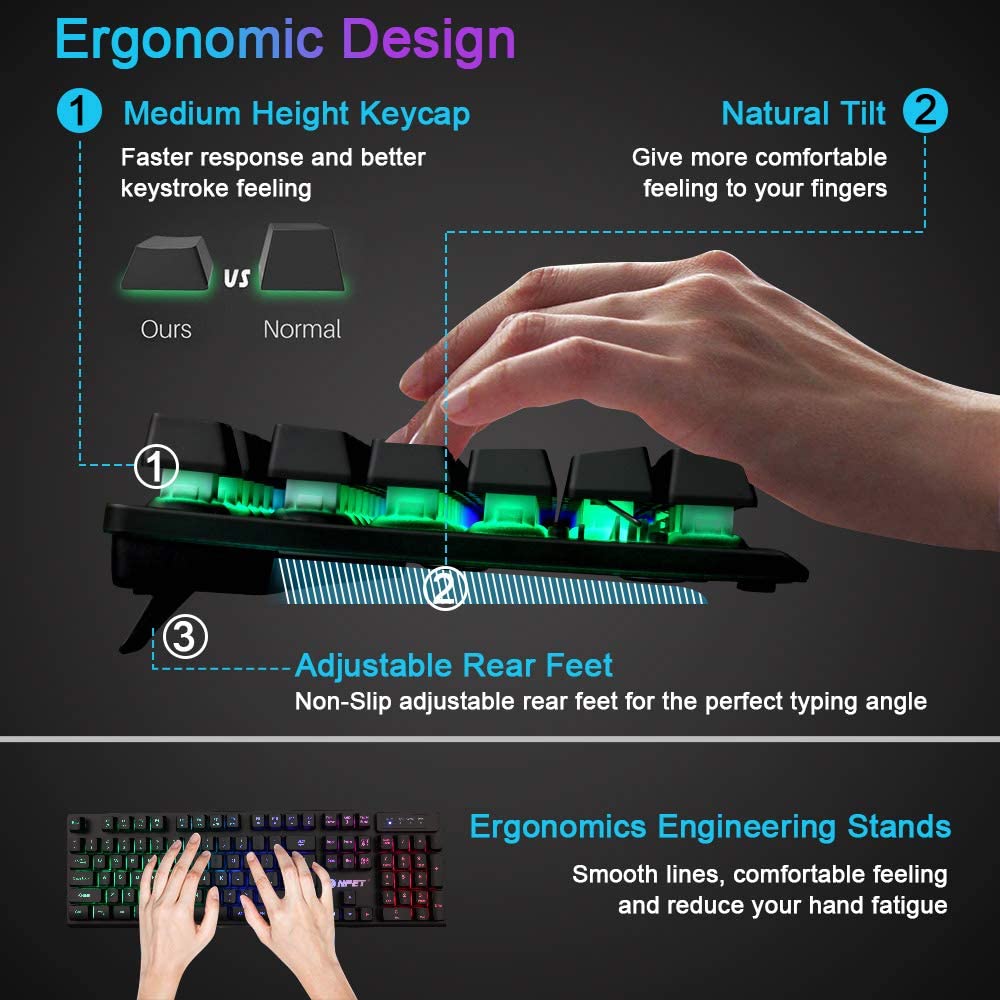 Ergonomic Design
1 Medium Height Keycap
Faster response and better
keystroke feeling
Ours
vs
Normal
Natural Tilt 2
Give more comfortable
feeling to your fingers
1
2
3
Adjustable Rear Feet
Non-Slip adjustable rear feet for the perfect typing angle
NPET
Ergonomics Engineering Stands
Smooth lines, comfortable feeling
and reduce your hand fatigue